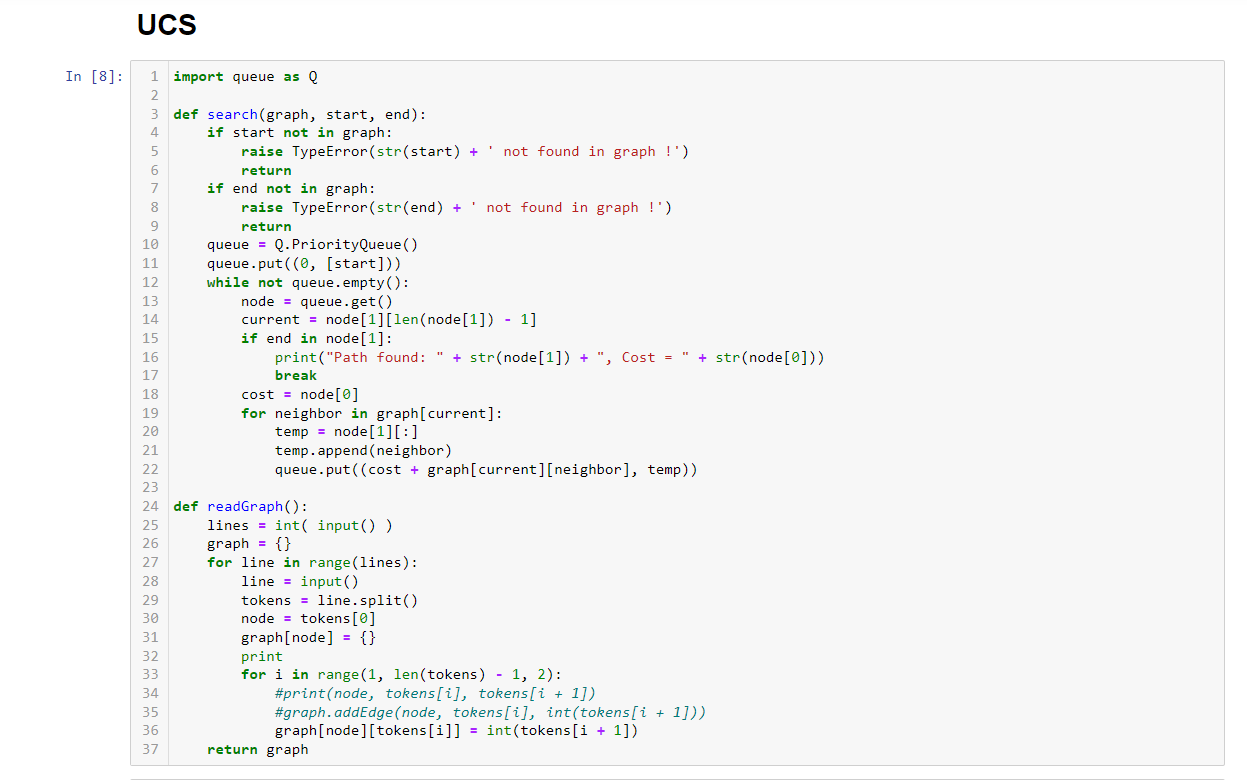 UCS
In [8]:
1 import queue as Q
2
3 def search(graph, start, end):
4     if start not in graph:
5         raise TypeError(str(start) + ' not found in graph !')
6         return
7     if end not in graph:
8         raise TypeError(str(end) + ' not found in graph !')
9         return
10     queue = Q.PriorityQueue()
11     queue.put((0, [start]))
12     while not queue.empty():
13         node = queue.get()
14         current = node[1][len(node[1]) - 1]
15         if end in node[1]:
16             print("Path found: " + str(node[1]) + ", Cost = " + str(node[0]))
17             break
18         cost = node[0]
19         for neighbor in graph[current]:
20             temp = node[1][:]
21             temp.append(neighbor)
22             queue.put((cost + graph[current][neighbor], temp))
23
24 def readGraph():
25     lines = int( input() )
26     graph = {}
27     for line in range(lines):
28         line = input()
29         tokens = line.split()
30         node = tokens[0]
31         graph[node] = {}
32         print
33         for i in range(1, len(tokens) - 1, 2):
34             #print(node, tokens[i], tokens[i + 1])
35             #graph.addEdge(node, tokens[i], int(tokens[i + 1]))
36             graph[node][tokens[i]] = int(tokens[i + 1])
37     return graph